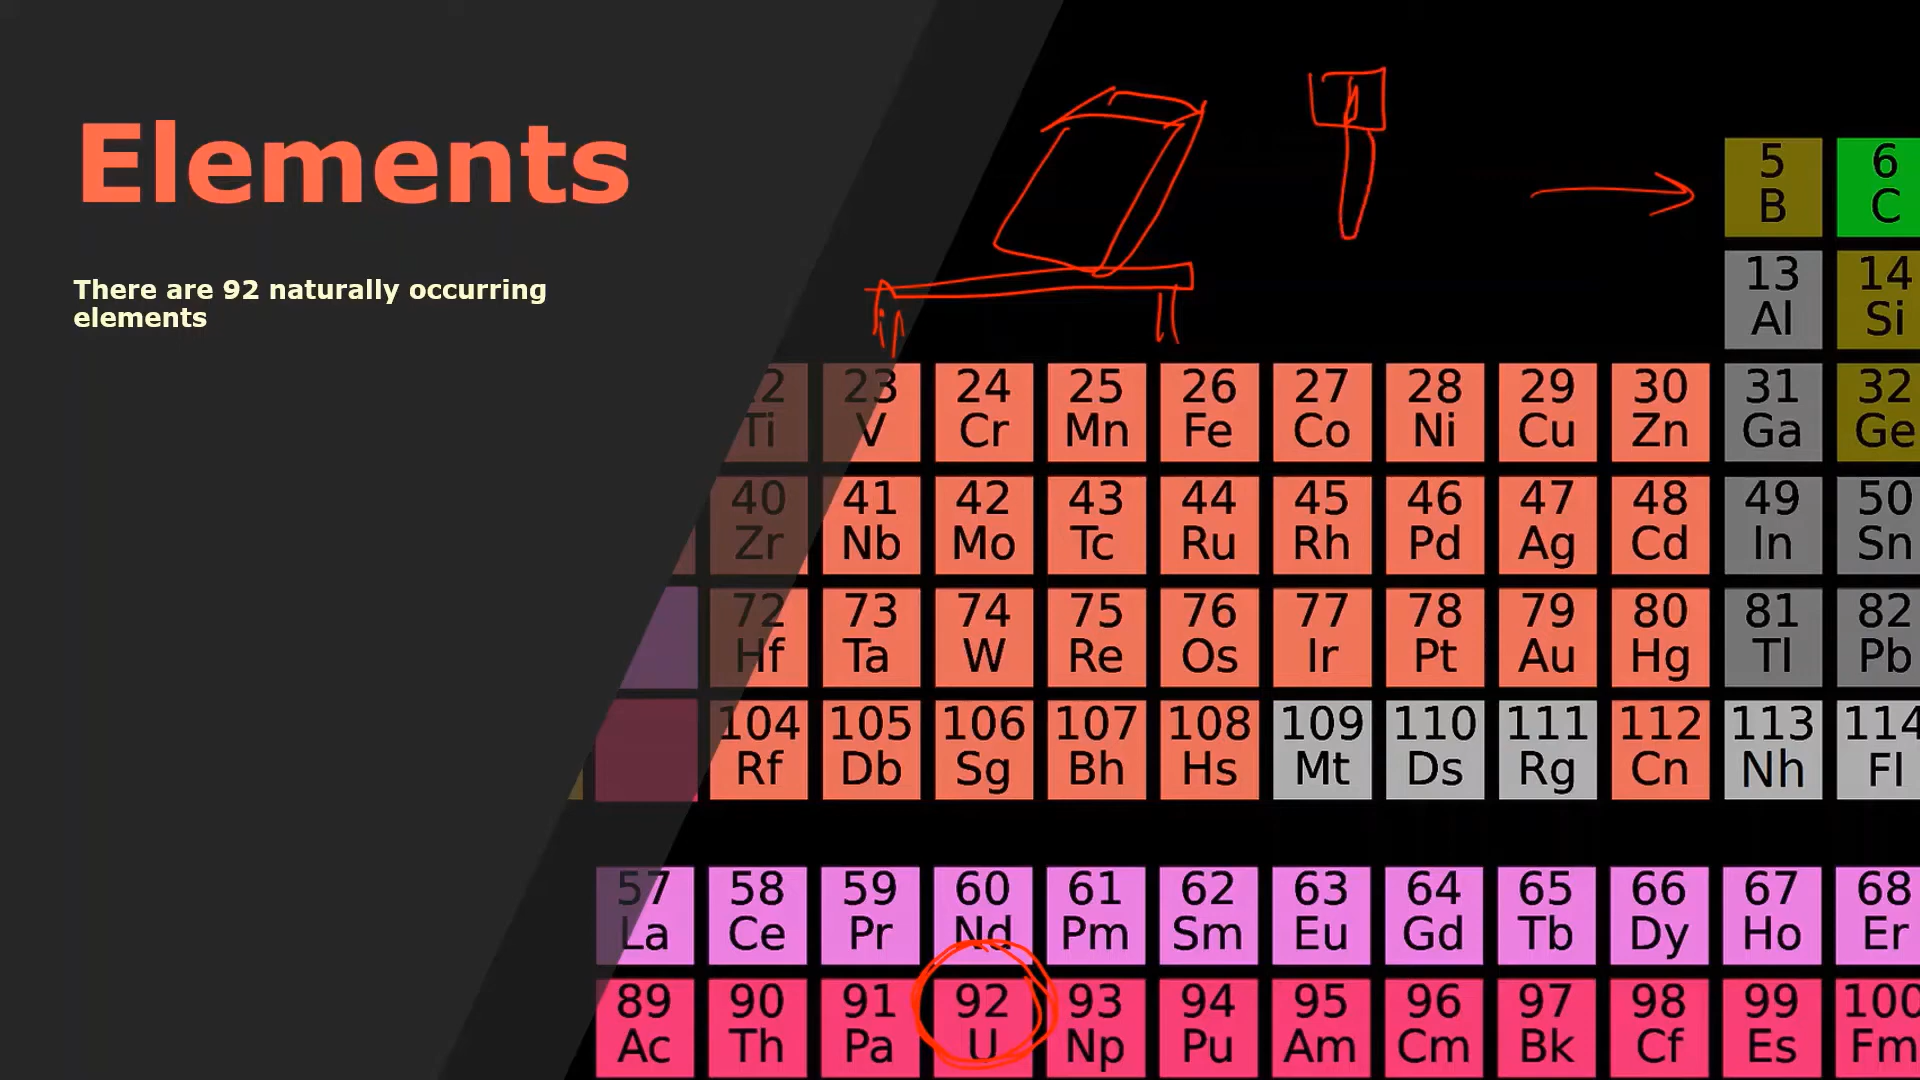 Elements
There are 92 naturally occurring
elements
5 6
B C
13 14
Al Si
22 23 24 25 26 27 28 29 30 31 32
Ti V Cr Mn Fe Co Ni Cu Zn Ga Ge
40 41 42 43 44 45 46 47 48 49 50
Zr Nb Mo Tc Ru Rh Pd Ag Cd In Sn
72 73 74 75 76 77 78 79 80 81 82
Hf Ta W Re Os Ir Pt Au Hg Tl Pb
104 105 106 107 108 109 110 111 112 113 114
Rf Db Sg Bh Hs Mt Ds Rg Cn Nh Fl
57 58 59 60 61 62 63 64 65 66 67 68
La Ce Pr Nd Pm Sm Eu Gd Tb Dy Ho Er
89 90 91 92 93 94 95 96 97 98 99 100
Ac Th Pa U Np Pu Am Cm Bk Cf Es Fm